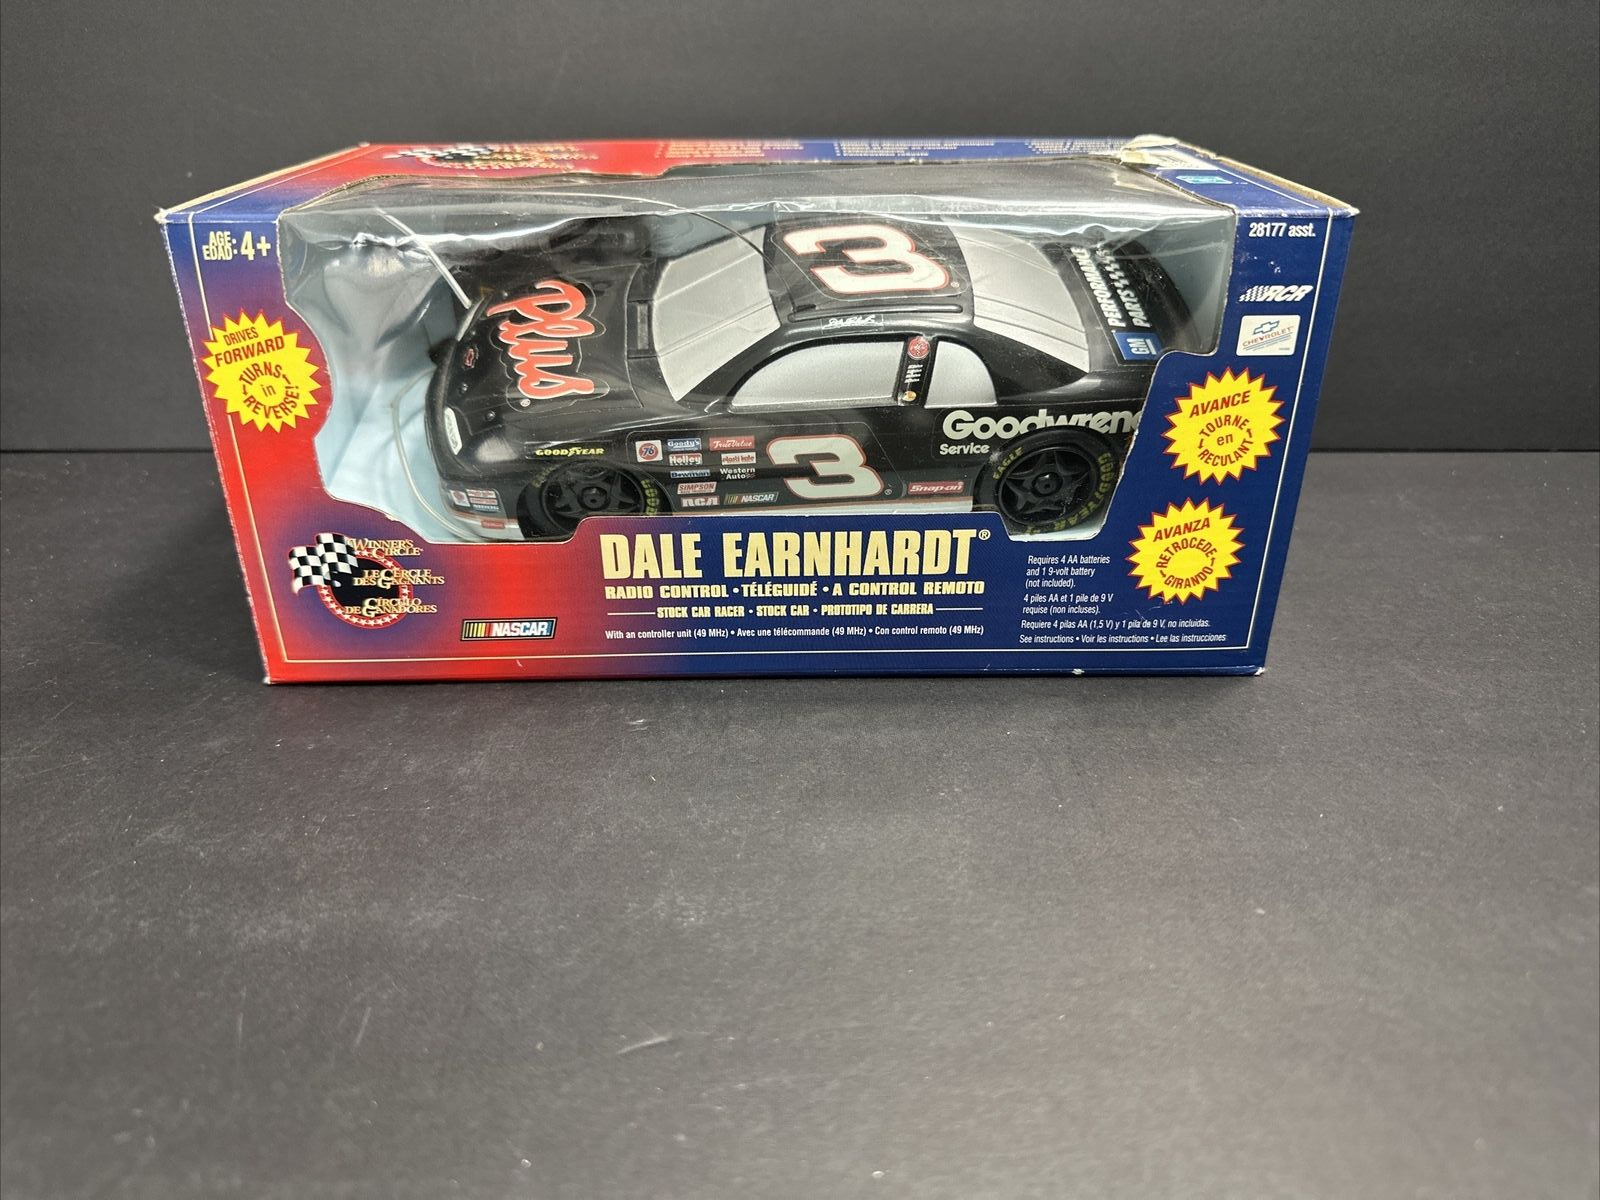 AGE:
EDAD: 4+
28177 asst.
RCR
CHEVROLET
DRIVES
FORWARD
TURNS
in
REVERSE!
AVANCE
TOURNE
en
RECULANT
AVANZA
RETROCEDE
GIRANDO
Plus
3
PERFORMANCE
PARTS
GM
Goodwrenc
Service
GOODYEAR
76
Goody's
True Value
Holley
Western
Auto
SIMPSON
RCA
NASCAR
3
Snap-on
EAGLE
GOODYEAR
WINNER'S
CIRCLE
LE CERCLE
DES GAGNANTS
CÍRCULO
DE GANADORES
NASCAR
DALE EARNHARDT®
RADIO CONTROL • TÉLÉGUIDÉ • A CONTROL REMOTO
STOCK CAR RACER • STOCK CAR • PROTOTIPO DE CARRERA
With an controller unit (49 MHz) • Avec une télécommande (49 MHz) • Con control remoto (49 MHz)
Requires 4 AA batteries
and 1 9-volt battery
(not included).
4 piles AA et 1 pile de 9 V
requise (non incluses).
Requiere 4 pilas AA (1,5 V) y 1 pila de 9 V, no incluidas.
See instructions • Voir les instructions • Lee las instrucciones